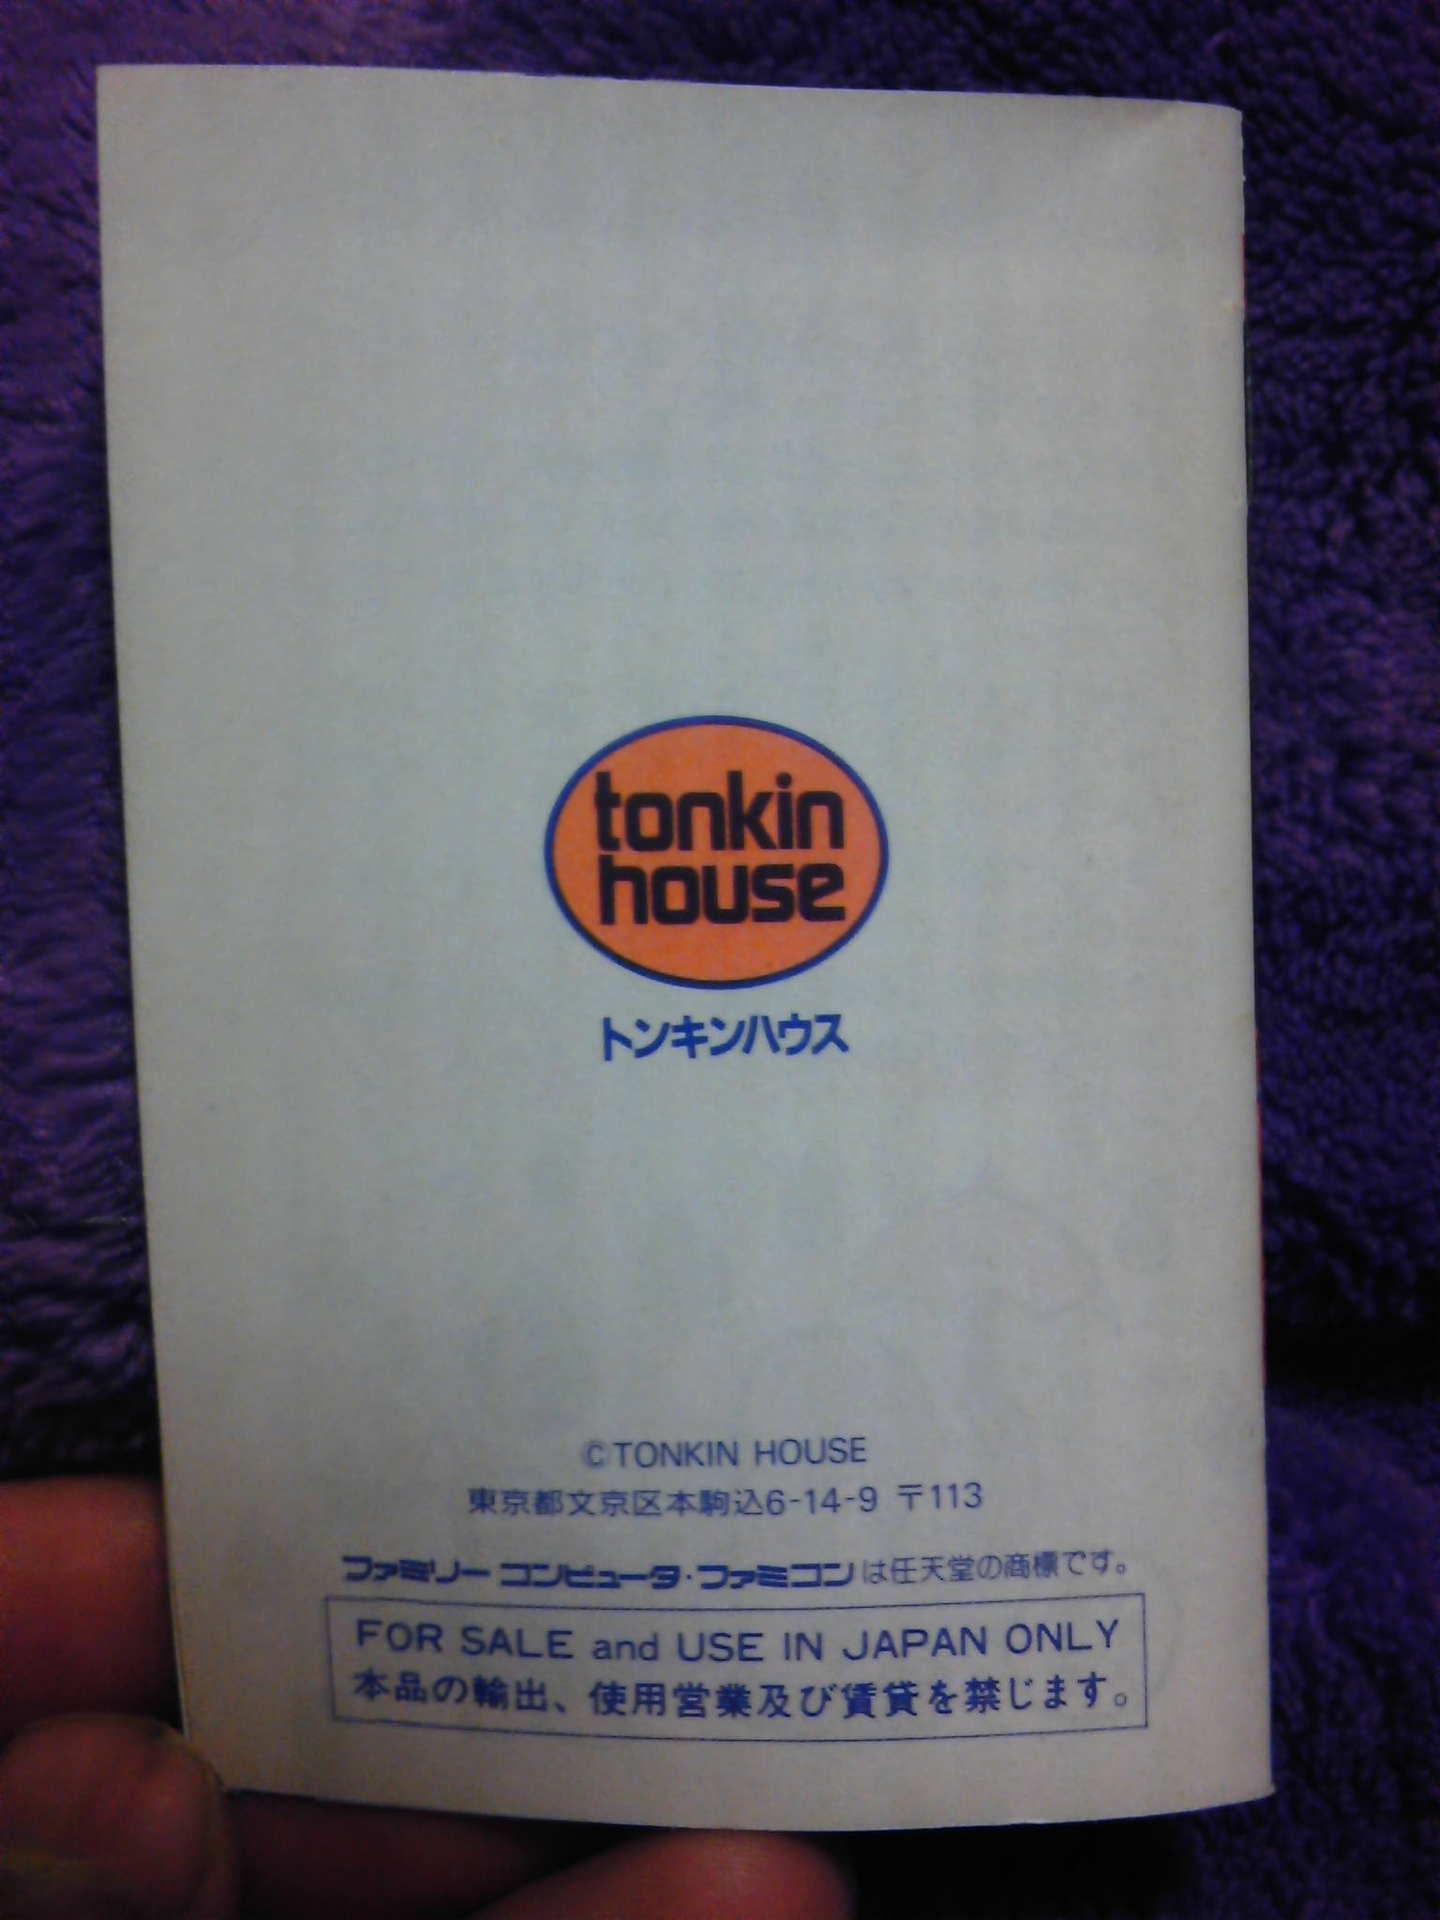 tonkin
house
トンキンハウス
©TONKIN HOUSE
東京都文京区本駒込6-14-9 〒113
ファミリー コンピュータ・ファミコンは任天堂の商標です。
FOR SALE and USE IN JAPAN ONLY
本品の輸出、使用営業及び賃貸を禁じます。